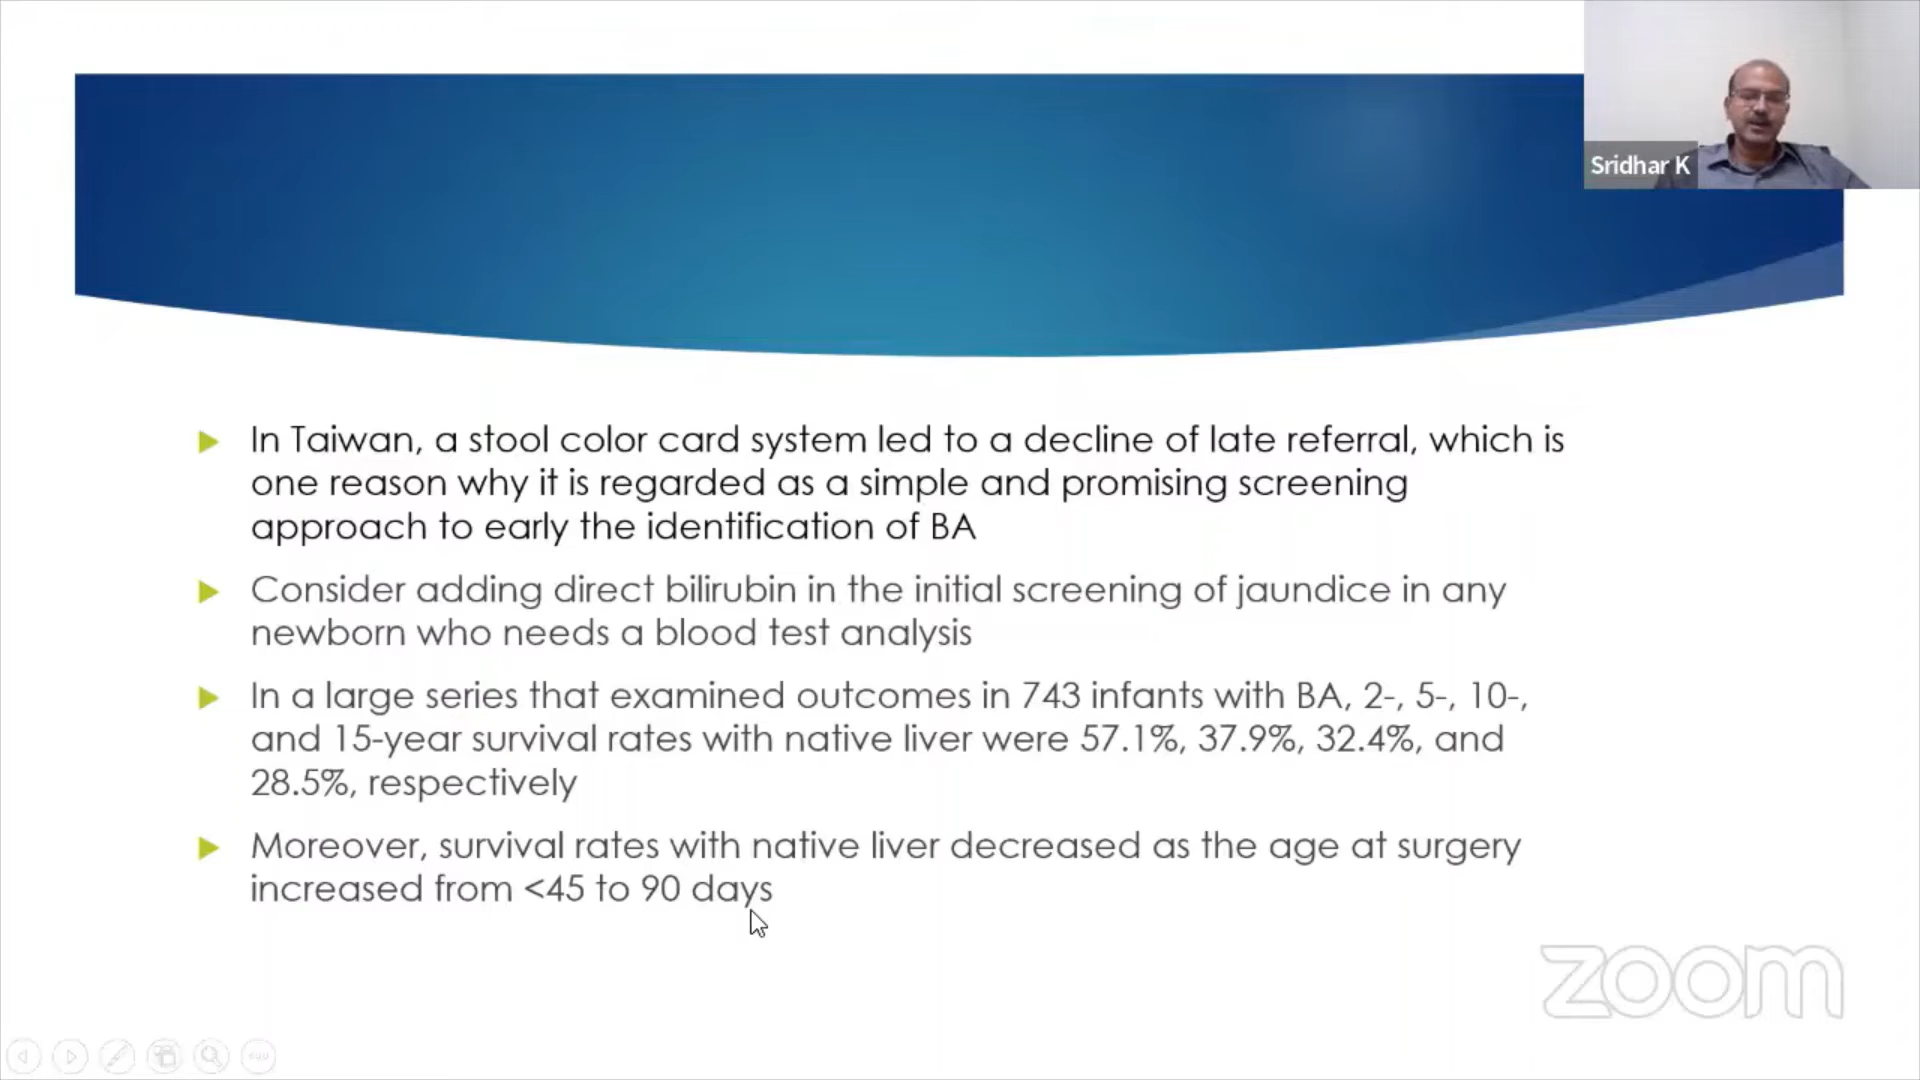 Sridhar K
In Taiwan, a stool color card system led to a decline of late referral, which is
one reason why it is regarded as a simple and promising screening
approach to early the identification of BA
Consider adding direct bilirubin in the initial screening of jaundice in any
newborn who needs a blood test analysis
In a large series that examined outcomes in 743 infants with BA, 2-, 5-, 10-,
and 15-year survival rates with native liver were 57.1%, 37.9%, 32.4%, and
28.5%, respectively
Moreover, survival rates with native liver decreased as the age at surgery
increased from <45 to 90 days
zoom